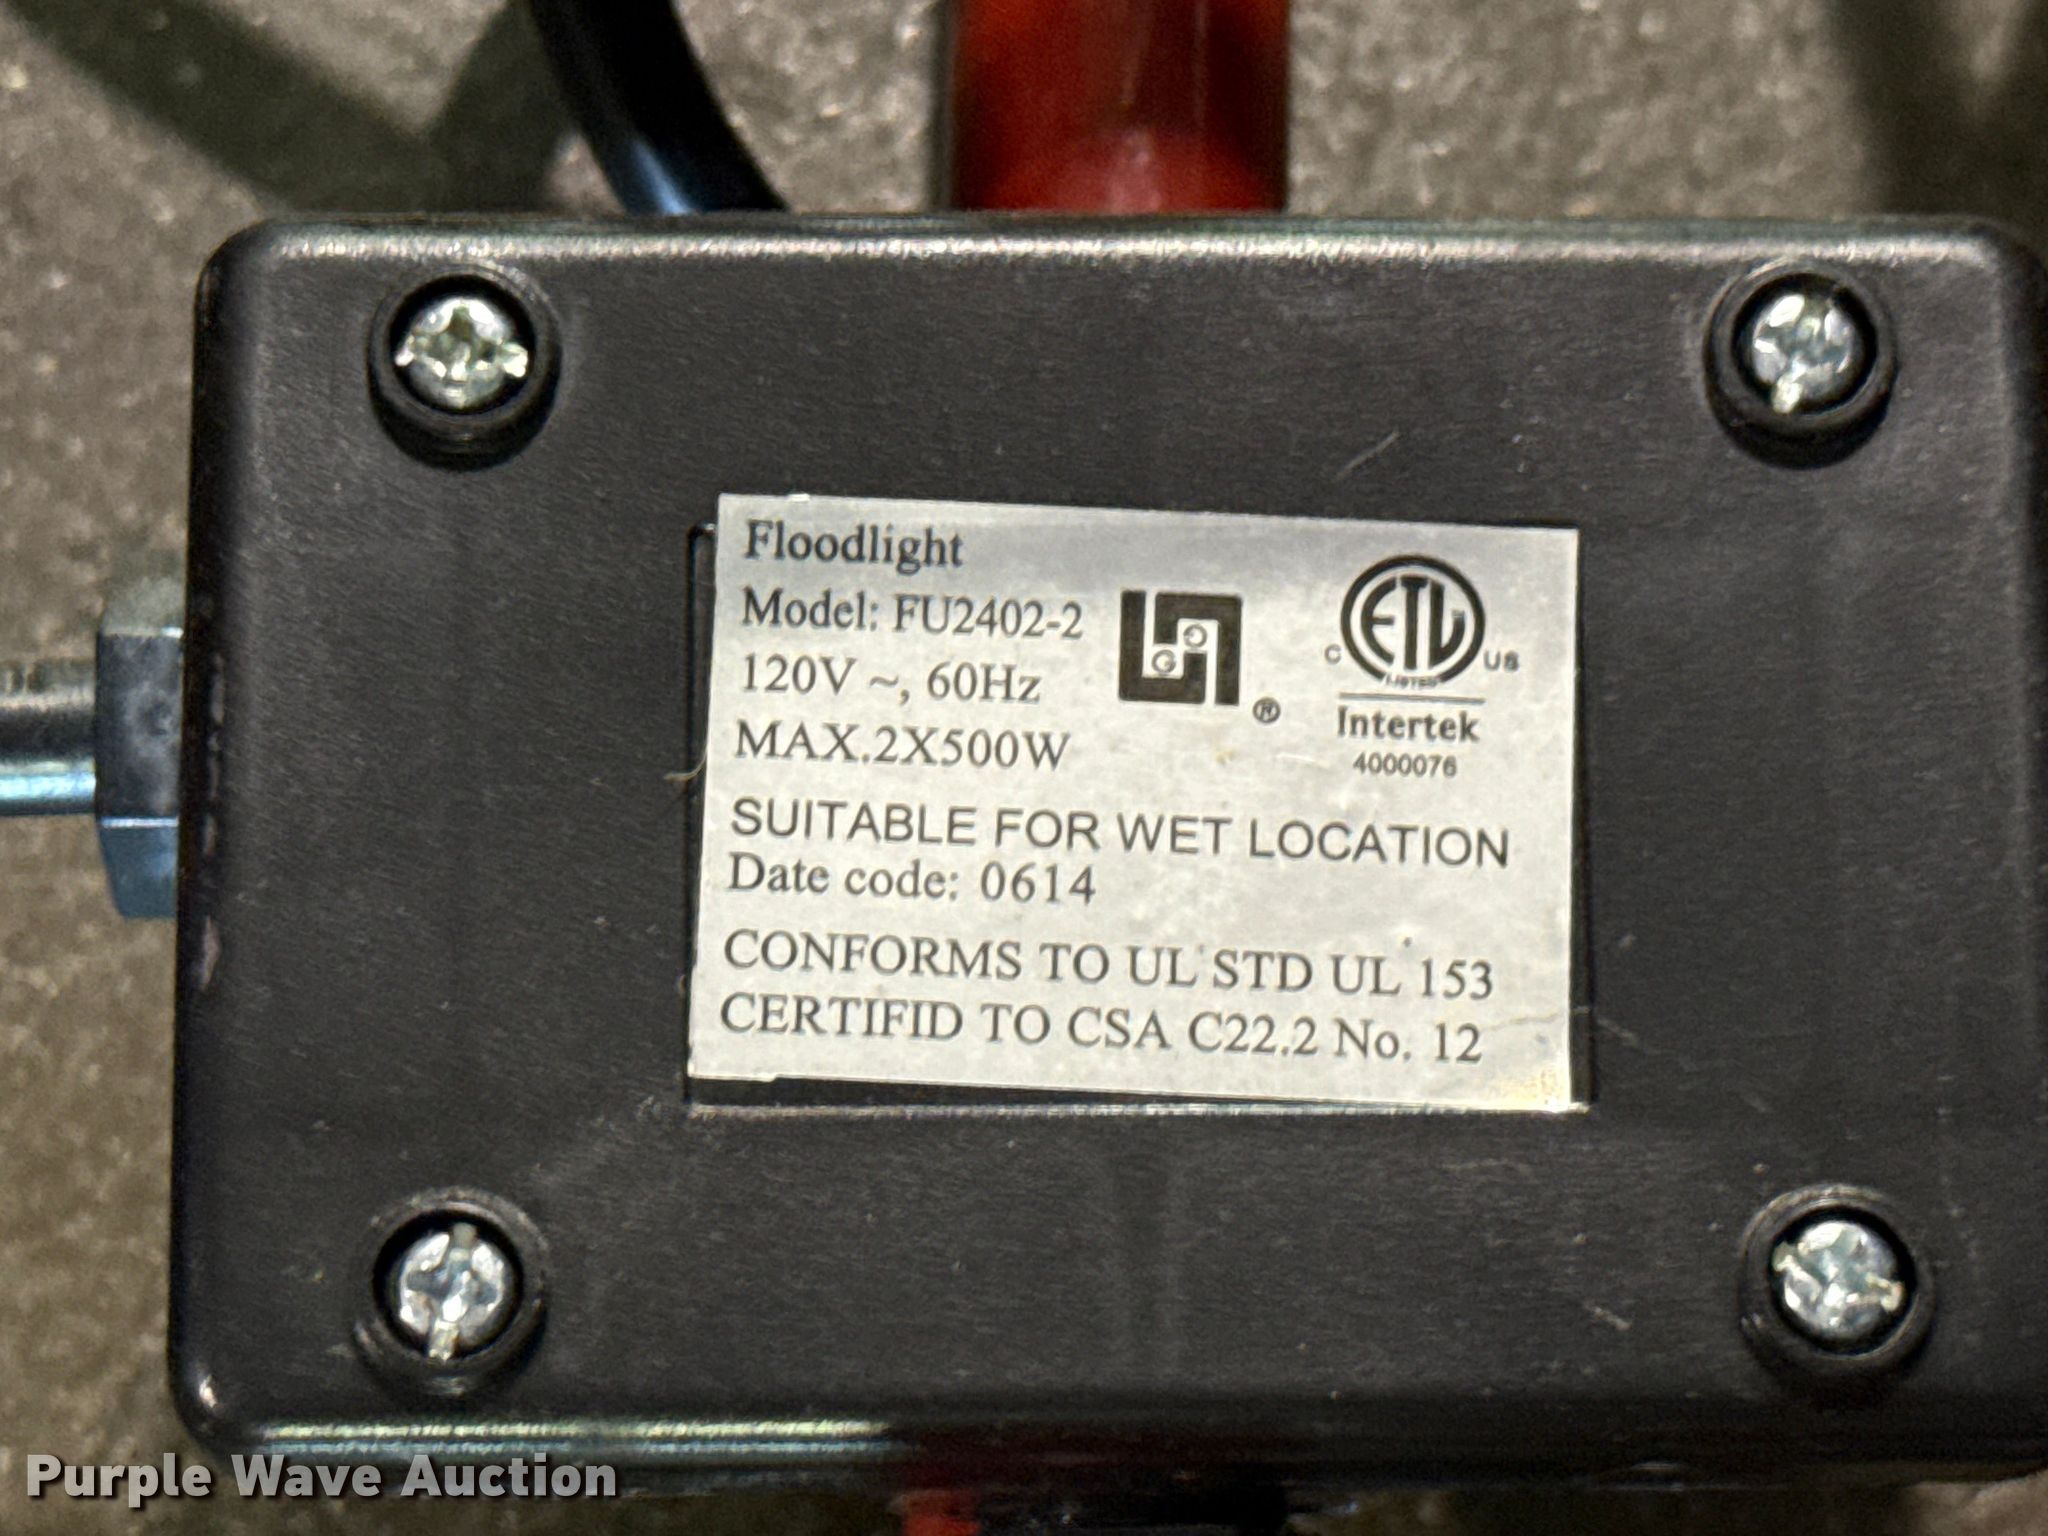 Floodlight
Model: FU2402-2
120V ~, 60Hz
MAX.2X500W
®
ETL
C US
LISTED
Intertek
4000076
SUITABLE FOR WET LOCATION
Date code: 0614
CONFORMS TO UL STD UL 153
CERTIFID TO CSA C22.2 No. 12
Purple Wave Auction